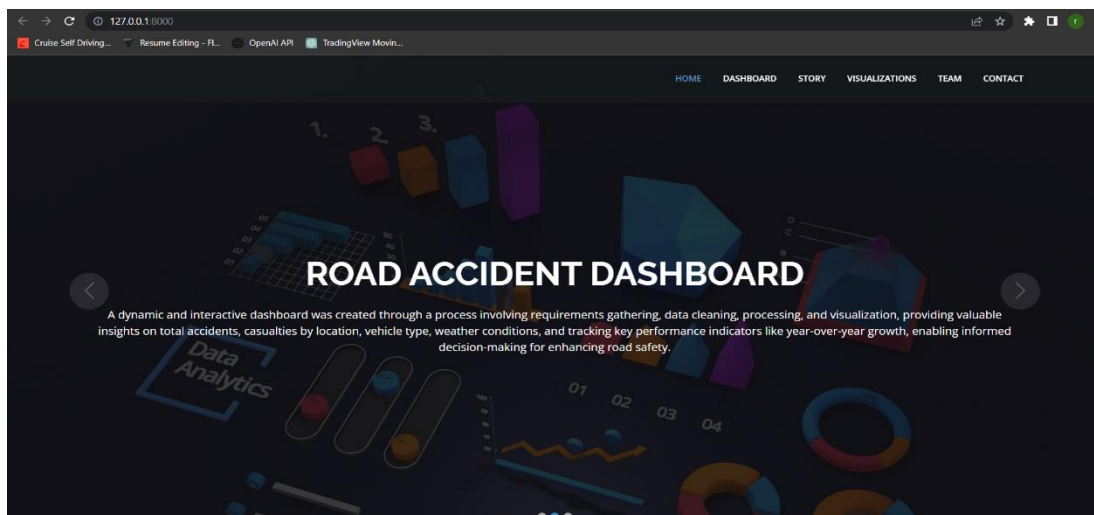 127.0.0.1:8000
Cruise Self Driving...
Resume Editing - Fl...
OpenAI API
TradingView Movin...
HOME DASHBOARD STORY VISUALIZATIONS TEAM CONTACT
4.
1. 2. 3.
ROAD ACCIDENT DASHBOARD
A dynamic and interactive dashboard was created through a process involving requirements gathering, data cleaning, processing, and visualization, providing valuable
insights on total accidents, casualties by location, vehicle type, weather conditions, and tracking key performance indicators like year-over-year growth, enabling informed
decision-making for enhancing road safety.
Data
Analytics
01 02 03 04